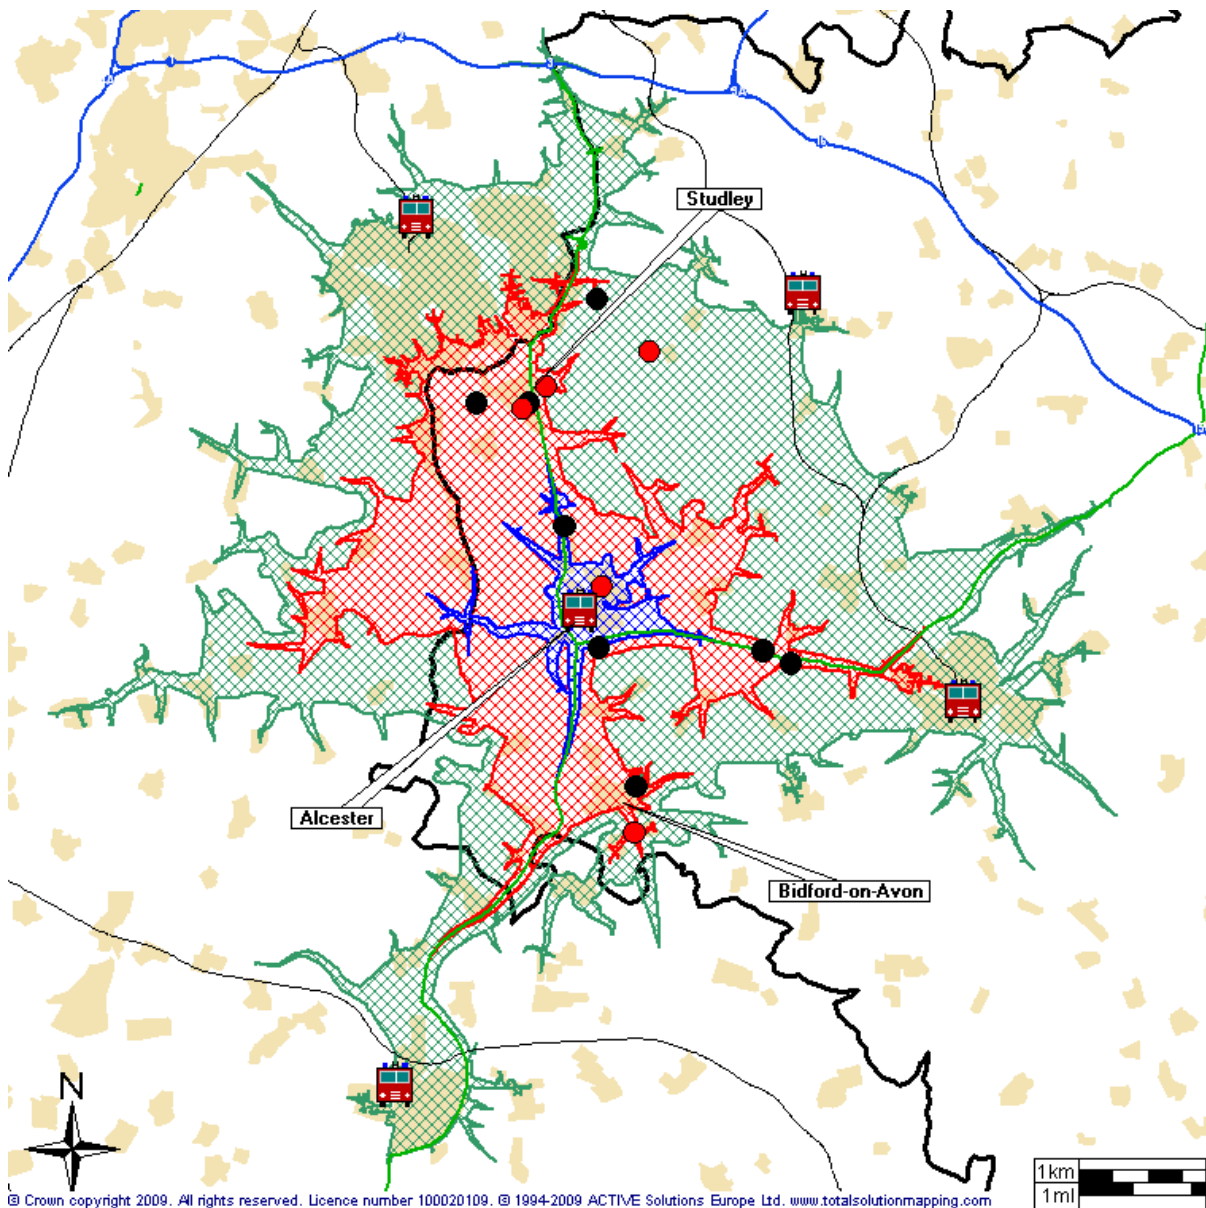 Studley
Alcester
Bidford-on-Avon
N
1km
1ml
© Crown copyright 2009. All rights reserved. Licence number 100020109. © 1994-2009 ACTIVE Solutions Europe Ltd. www.totalsolutionmapping.com